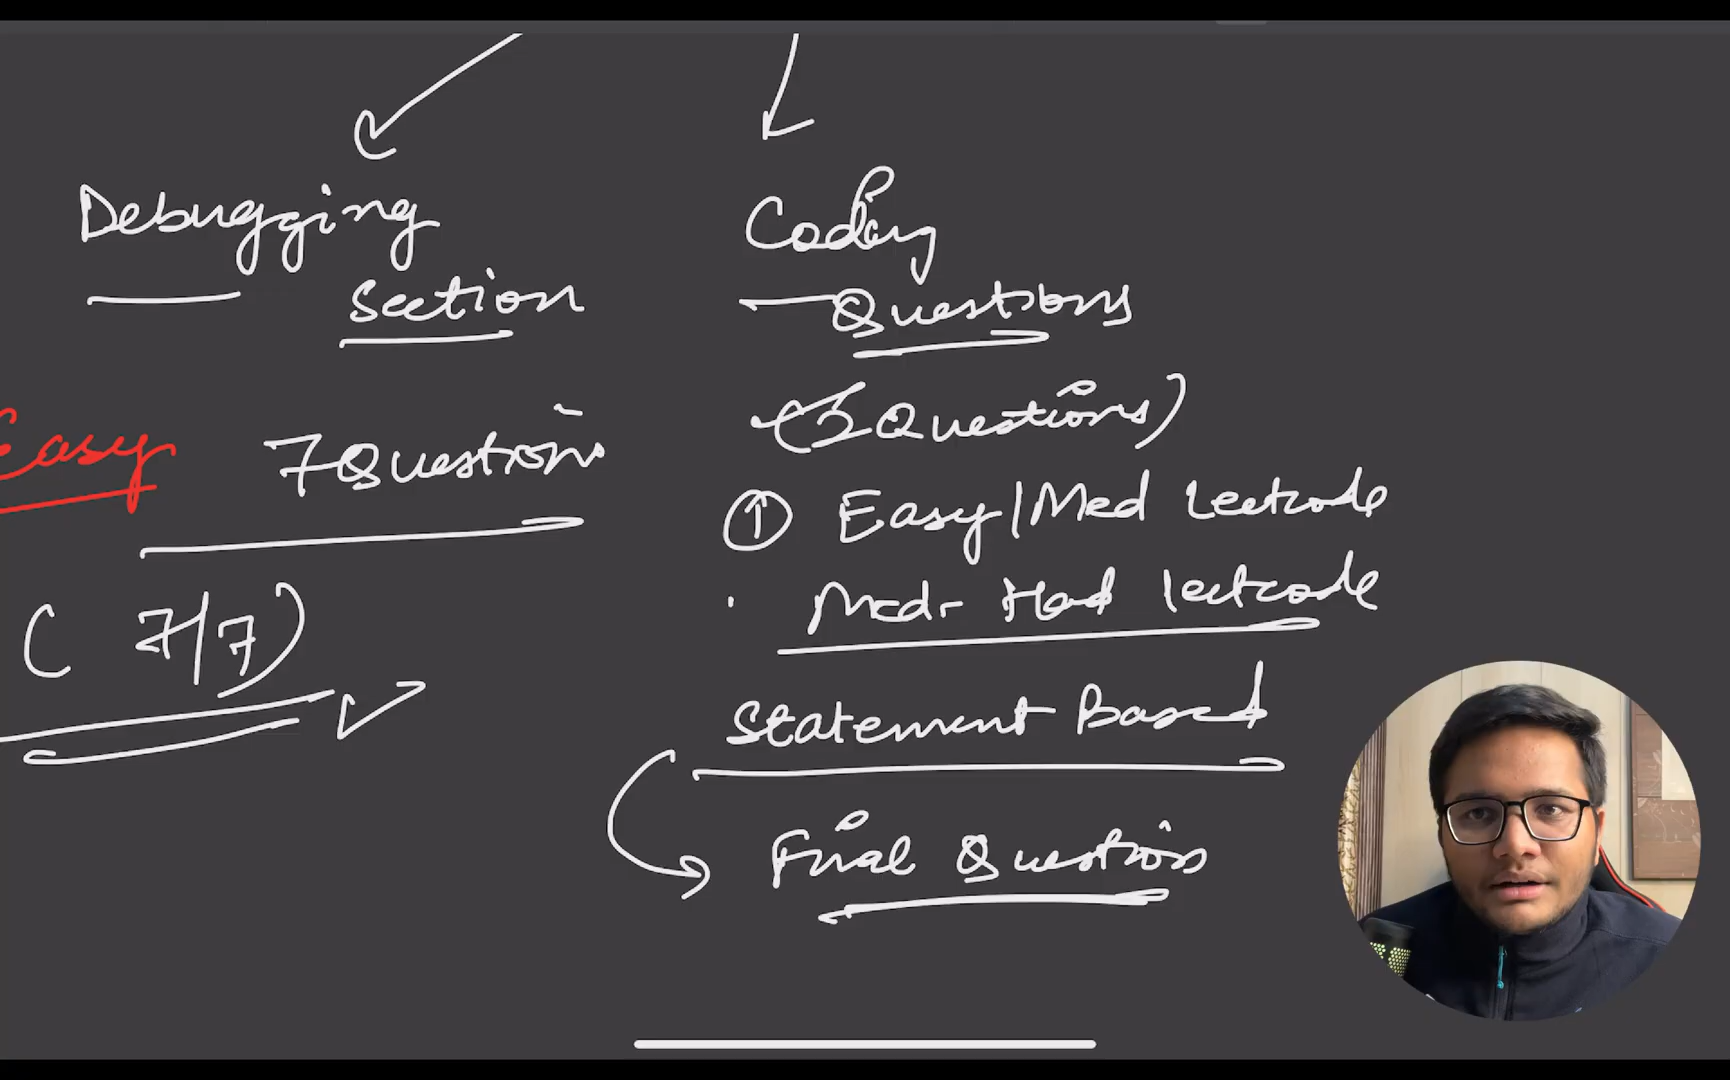 Debugging
Section
Easy 7 Questions
(7/7)
Coding
Questions
(2 Questions)
① Easy/Med leetcode
Med- Hard leetcode
Statement Based
Final Questions